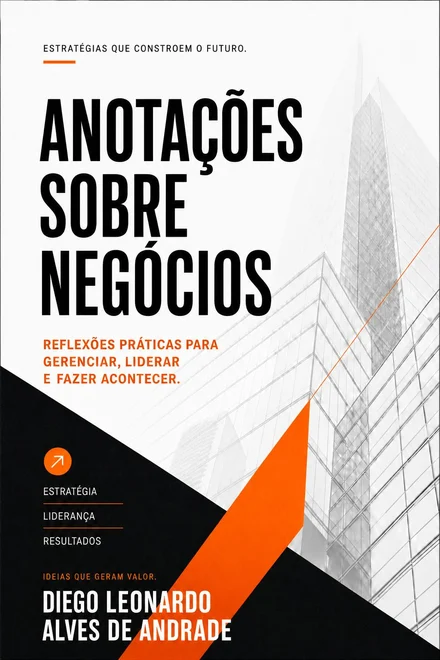 ESTRATÉGIAS QUE CONSTROEM O FUTURO.
ANOTAÇÕES
SOBRE
NEGÓCIOS
REFLEXÕES PRÁTICAS PARA
GERENCIAR, LIDERAR
E FAZER ACONTECER.
ESTRATÉGIA
LIDERANÇA
RESULTADOS
IDEIAS QUE GERAM VALOR.
DIEGO LEONARDO
ALVES DE ANDRADE